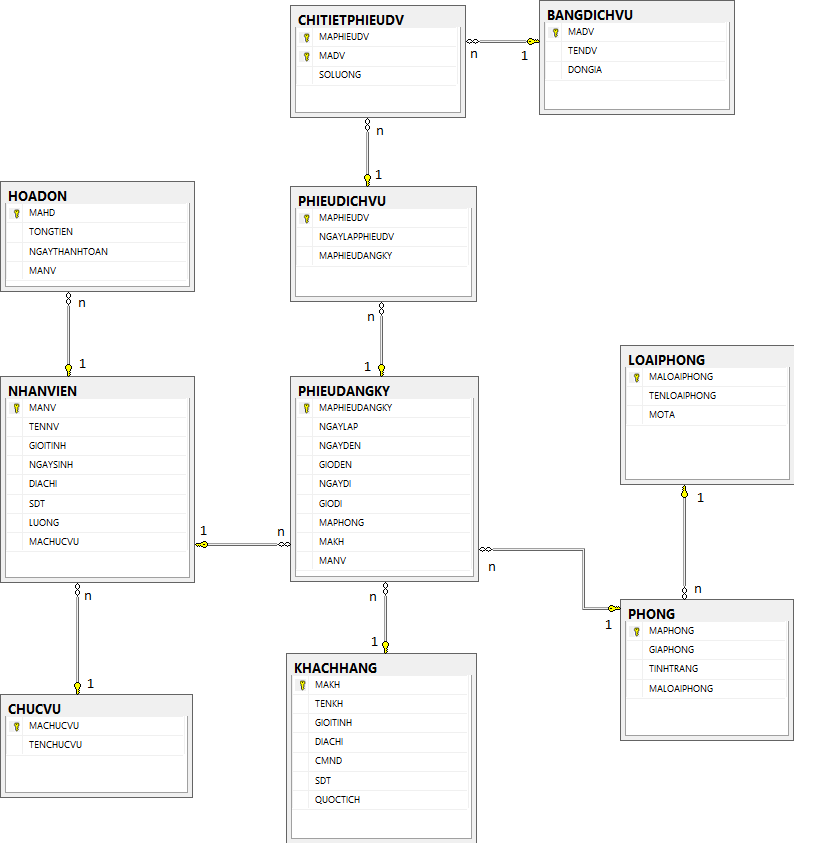 CHITIETPHIEUDV
MAPHIEUDV
MADV
SOLUONG
n
1
BANGDICHVU
MADV
TENDV
DONGIA
n
1
PHIEUDICHVU
MAPHIEUDV
NGAYLAPPHIEUDV
MAPHIEUDANGKY
HOADON
MAHD
TONGTIEN
NGAYTHANHTOAN
MANV
n
1
n
1
NHANVIEN
MANV
TENNV
GIOITINH
NGAYSINH
DIACHI
SDT
LUONG
MACHUCVU
1
n
PHIEUDANGKY
MAPHIEUDANGKY
NGAYLAP
NGAYDEN
GIODEN
NGAYDI
GIODI
MAPHONG
MAKH
MANV
LOAIPHONG
MALOAIPHONG
TENLOAIPHONG
MOTA
1
n
n
1
PHONG
MAPHONG
GIAPHONG
TINHTRANG
MALOAIPHONG
n
1
n
1
CHUCVU
MACHUCVU
TENCHUCVU
KHACHHANG
MAKH
TENKH
GIOITINH
DIACHI
CMND
SDT
QUOCTICH